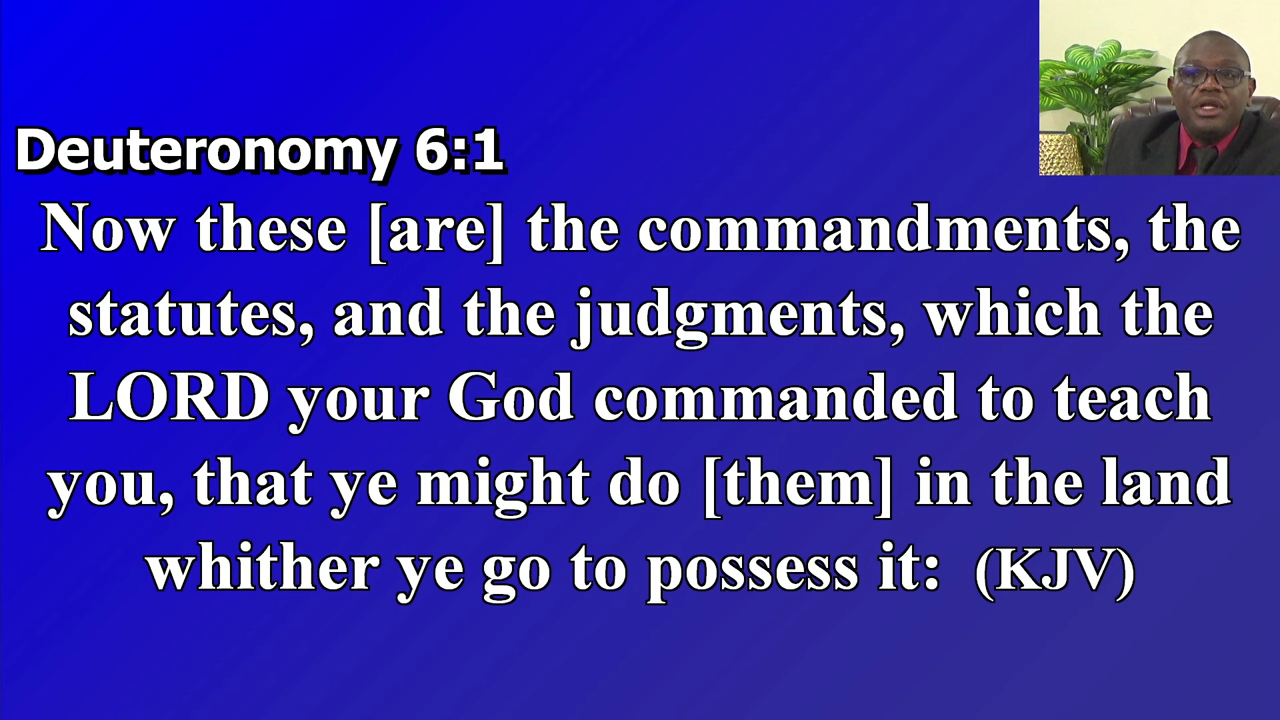 Deuteronomy 6:1
Now these [are] the commandments, the
statutes, and the judgments, which the
LORD your God commanded to teach
you, that ye might do [them] in the land
whither ye go to possess it: (KJV)